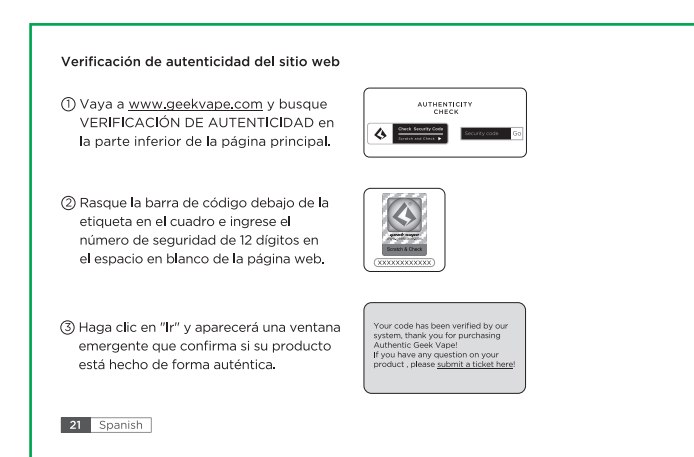 Verificación de autenticidad del sitio web
① Vaya a www.geekvape.com y busque
VERIFICACIÓN DE AUTENTICIDAD en
la parte inferior de la página principal.
AUTHENTICITY
CHECK
Check Security Code
Scratch and Check ▶
Security code
Go
② Rasque la barra de código debajo de la
etiqueta en el cuadro e ingrese el
número de seguridad de 12 dígitos en
el espacio en blanco de la página web.
Scratch & Check
XXXXXXXXXXXX
③ Haga clic en "Ir" y aparecerá una ventana
emergente que confirma si su producto
está hecho de forma auténtica.
Your code has been verified by our
system, thank you for purchasing
Authentic Geek Vape!
If you have any question on your
product , please submit a ticket here!
21 Spanish